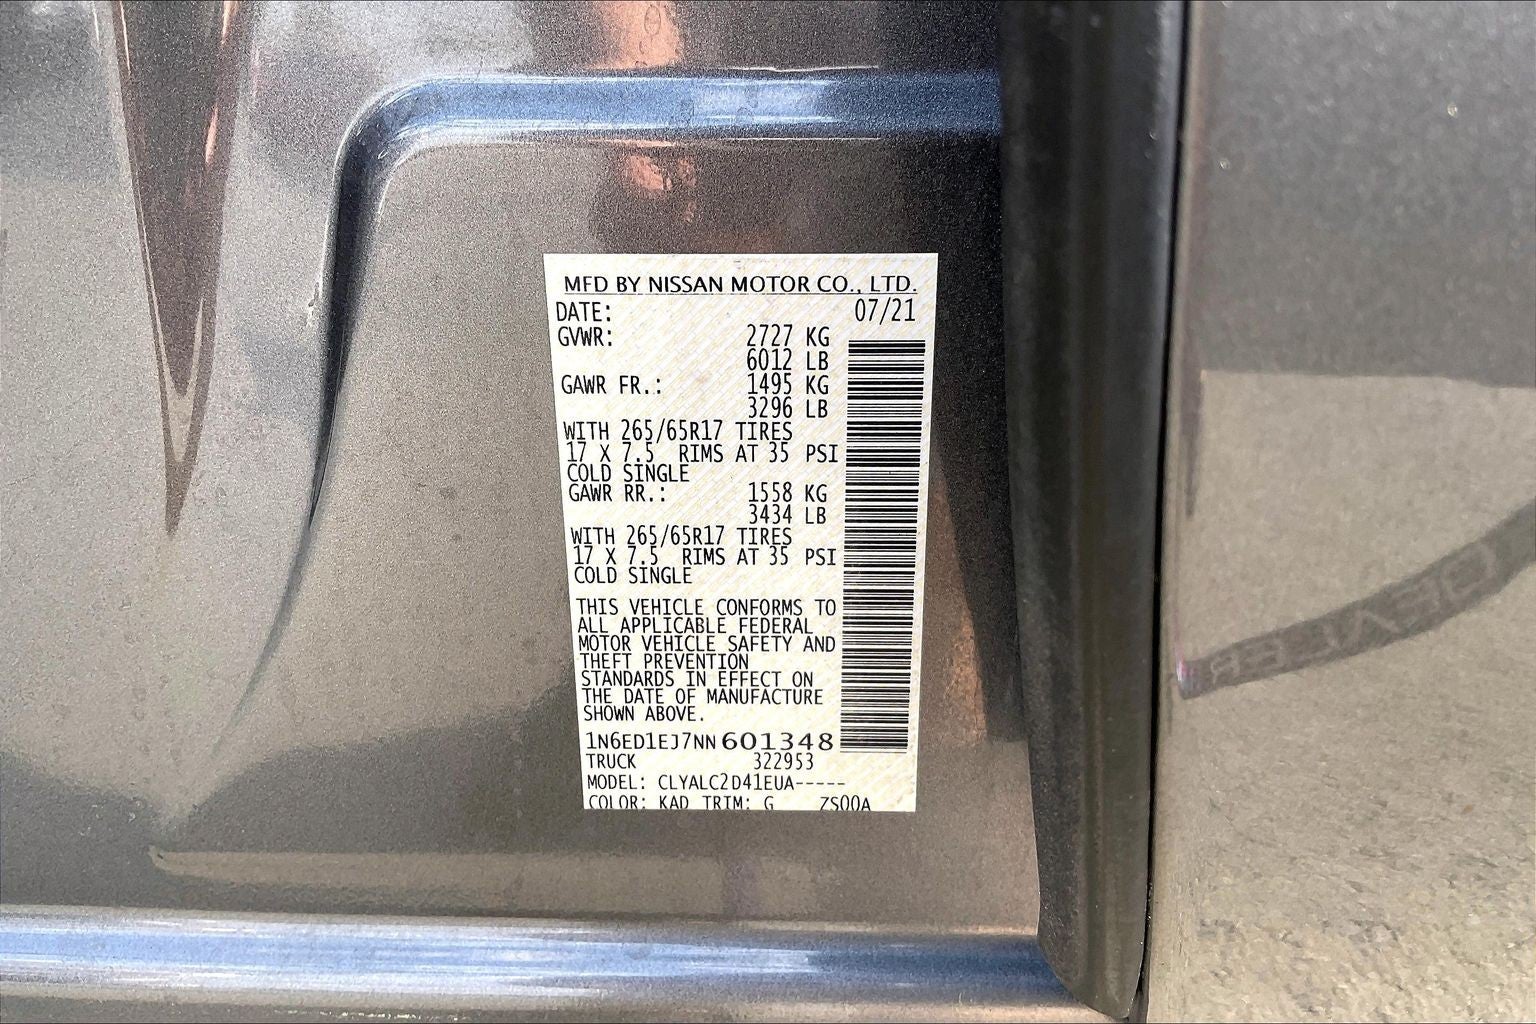 MFD BY NISSAN MOTOR CO., LTD.
DATE: 07/21
GVWR: 2727 KG
6012 LB
GAWR FR.: 1495 KG
3296 LB
WITH 265/65R17 TIRES
17 X 7.5 RIMS AT 35 PSI
COLD SINGLE
GAWR RR.: 1558 KG
3434 LB
WITH 265/65R17 TIRES
17 X 7.5 RIMS AT 35 PSI
COLD SINGLE
THIS VEHICLE CONFORMS TO
ALL APPLICABLE FEDERAL
MOTOR VEHICLE SAFETY AND
THEFT PREVENTION
STANDARDS IN EFFECT ON
THE DATE OF MANUFACTURE
SHOWN ABOVE.
1N6ED1EJ7NN601348
TRUCK 322953
MODEL: CLYALC2D41EUA-----
COLOR: KAD TRIM: G ZS00A